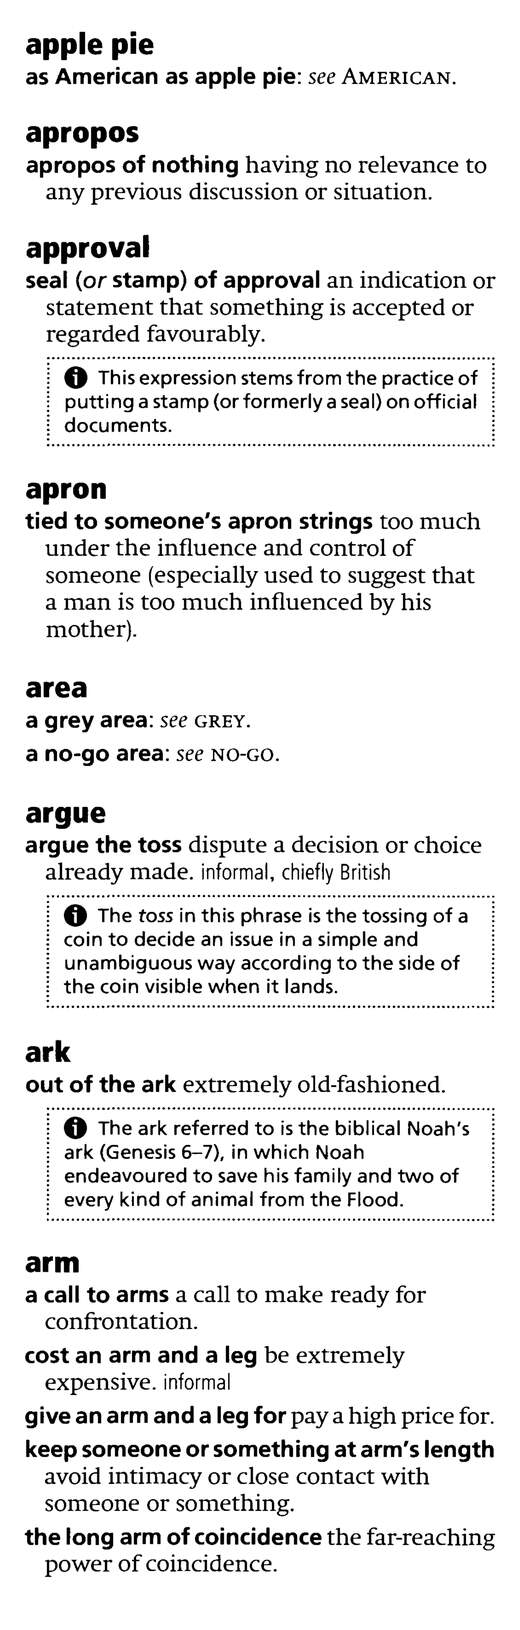 apple pie
as American as apple pie: see AMERICAN.
apropos
apropos of nothing having no relevance to
any previous discussion or situation.
approval
seal (or stamp) of approval an indication or
statement that something is accepted or
regarded favourably.
This expression stems from the practice of
putting a stamp (or formerly a seal) on official
documents.
apron
tied to someone's apron strings too much
under the influence and control of
someone (especially used to suggest that
a man is too much influenced by his
mother).
area
a grey area: see GREY.
a no-go area: see NO-GO.
argue
argue the toss dispute a decision or choice
already made. informal, chiefly British
The toss in this phrase is the tossing of a
coin to decide an issue in a simple and
unambiguous way according to the side of
the coin visible when it lands.
ark
out of the ark extremely old-fashioned.
The ark referred to is the biblical Noah's
ark (Genesis 6–7), in which Noah
endeavoured to save his family and two of
every kind of animal from the Flood.
arm
a call to arms a call to make ready for
confrontation.
cost an arm and a leg be extremely
expensive. informal
give an arm and a leg for pay a high price for.
keep someone or something at arm's length
avoid intimacy or close contact with
someone or something.
the long arm of coincidence the far-reaching
power of coincidence.